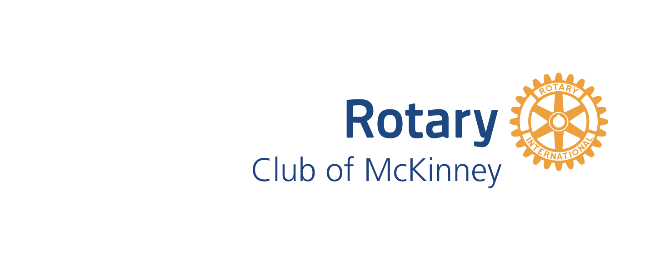 Rotary
Club of McKinney
ROTARY
INTERNATIONAL